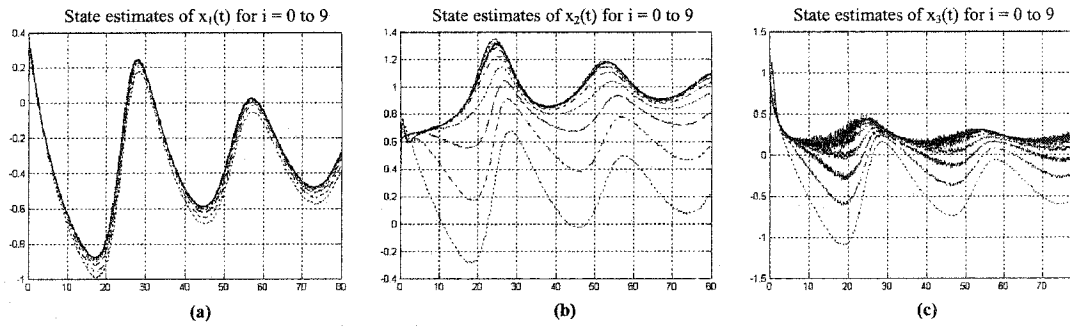 State estimates of x₁(t) for i = 0 to 9
0.4
0.2
0
-0.2
-0.4
-0.6
-0.8
-1
0 10 20 30 40 50 60 70 80
(a)
State estimates of x₂(t) for i = 0 to 9
1.4
1.2
1.0
0.8
0.6
0.4
0.2
0
-0.2
-0.4
0 10 20 30 40 50 60 70 80
(b)
State estimates of x₃(t) for i = 0 to 9
1.5
1
0.5
0
-0.5
-1
-1.5
0 10 20 30 40 50 60 70 80
(c)